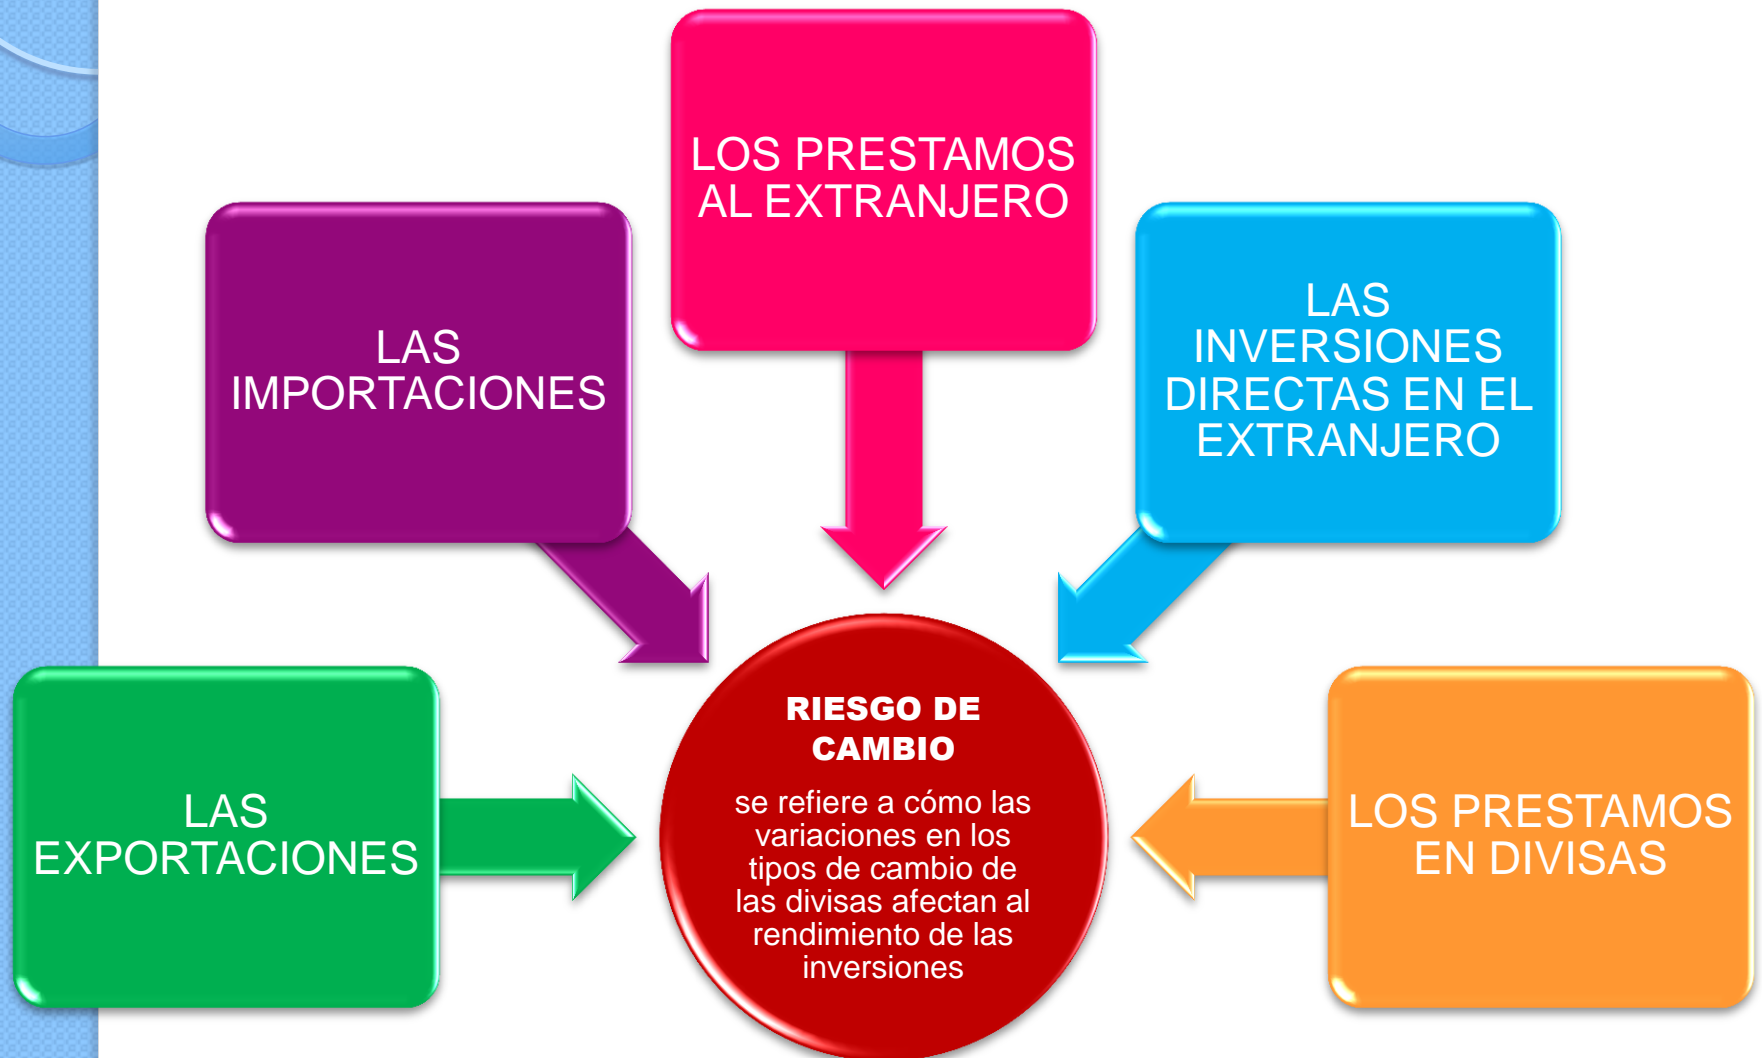 LOS PRESTAMOS
AL EXTRANJERO
LAS
IMPORTACIONES
LAS
INVERSIONES
DIRECTAS EN EL
EXTRANJERO
LAS
EXPORTACIONES
RIESGO DE
CAMBIO
se refiere a cómo las
variaciones en los
tipos de cambio de
las divisas afectan al
rendimiento de las
inversiones
LOS PRESTAMOS
EN DIVISAS